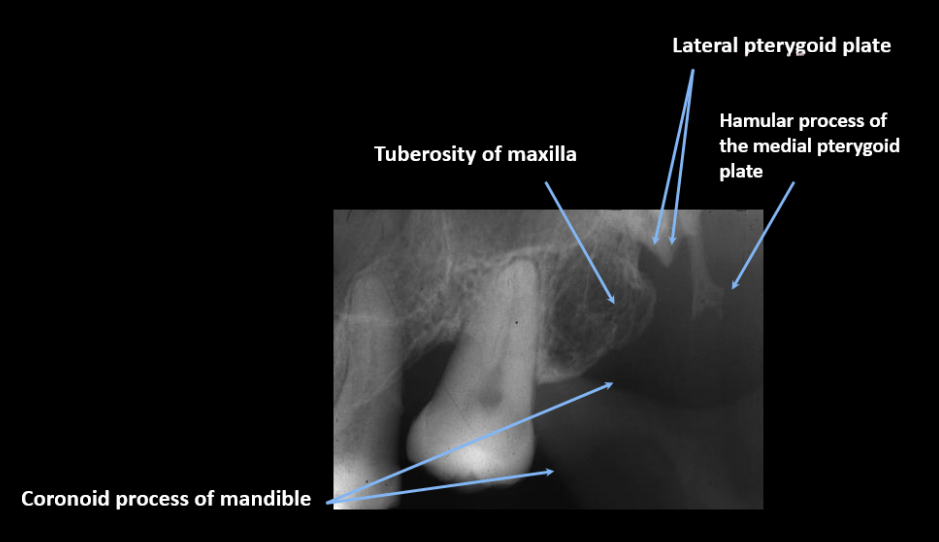 Lateral pterygoid plate
Hamular process of
the medial pterygoid
plate
Tuberosity of maxilla
Coronoid process of mandible